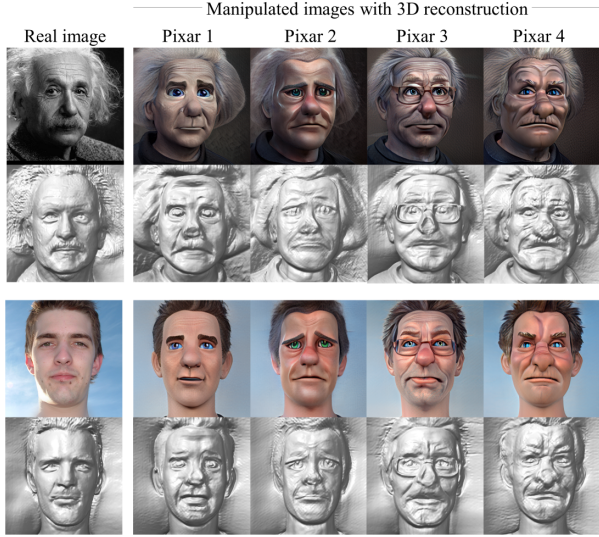 Manipulated images with 3D reconstruction
Real image Pixar 1 Pixar 2 Pixar 3 Pixar 4